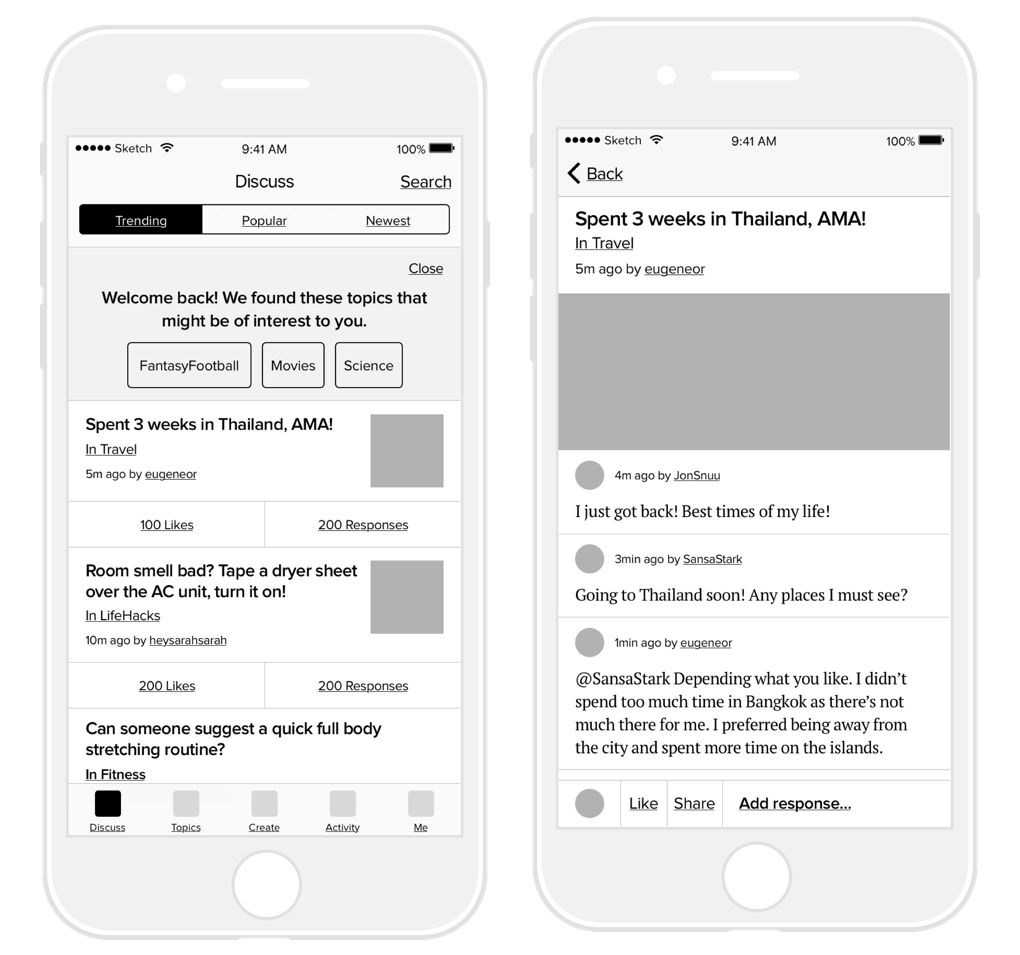 Sketch 9:41 AM 100%
Discuss Search
Trending Popular Newest
Close
Welcome back! We found these topics that
might be of interest to you.
FantasyFootball Movies Science
Spent 3 weeks in Thailand, AMA!
In Travel
5m ago by eugeneor
100 Likes 200 Responses
Room smell bad? Tape a dryer sheet
over the AC unit, turn it on!
In LifeHacks
10m ago by heysarahsarah
200 Likes 200 Responses
Can someone suggest a quick full body
stretching routine?
In Fitness
Discuss Topics Create Activity Me
Sketch 9:41 AM 100%
Back
Spent 3 weeks in Thailand, AMA!
In Travel
5m ago by eugeneor
4m ago by JonSnuu
I just got back! Best times of my life!
3min ago by SansaStark
Going to Thailand soon! Any places I must see?
1min ago by eugeneor
@SansaStark Depending what you like. I didn’t
spend too much time in Bangkok as there’s not
much there for me. I preferred being away from
the city and spent more time on the islands.
Like Share Add response...